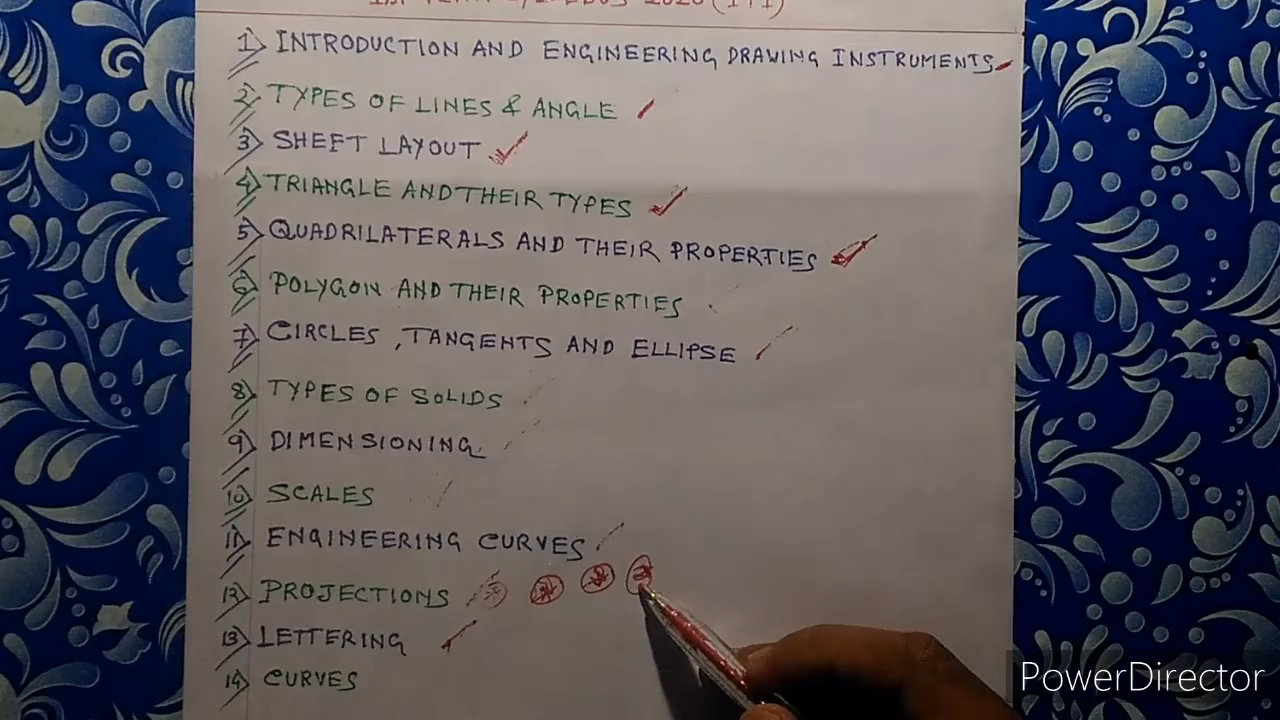 1) INTRODUCTION AND ENGINEERING DRAWING INSTRUMENTS
2) TYPES OF LINES & ANGLE
3) SHEET LAYOUT
4) TRIANGLE AND THEIR TYPES
5) QUADRILATERALS AND THEIR PROPERTIES
6) POLYGON AND THEIR PROPERTIES
7) CIRCLES, TANGENTS AND ELLIPSE
8) TYPES OF SOLIDS
9) DIMENSIONING
10) SCALES
11) ENGINEERING CURVES
12) PROJECTIONS
13) LETTERING
14) CURVES
PowerDirector